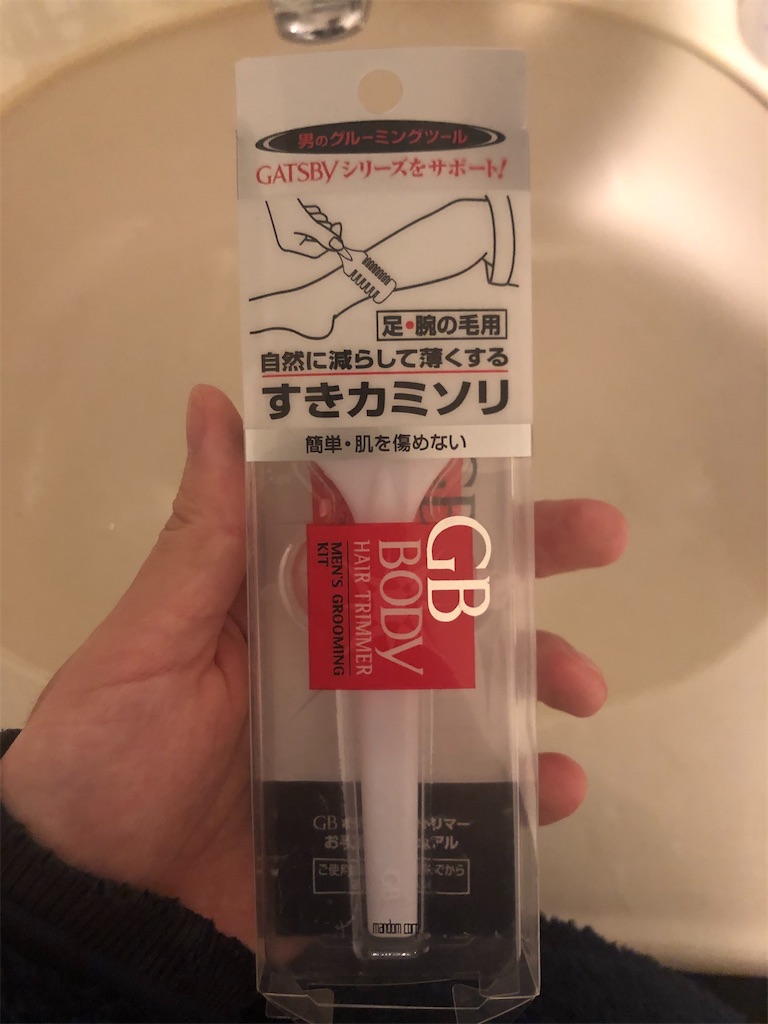 男のグルーミングツール
GATSBYシリーズをサポート!
足・腕の毛用
自然に減らして薄くする
すきカミソリ
簡単・肌を傷めない
GB
BODY
HAIR TRIMMER
MEN'S GROOMING
KIT
GB
mandom corp